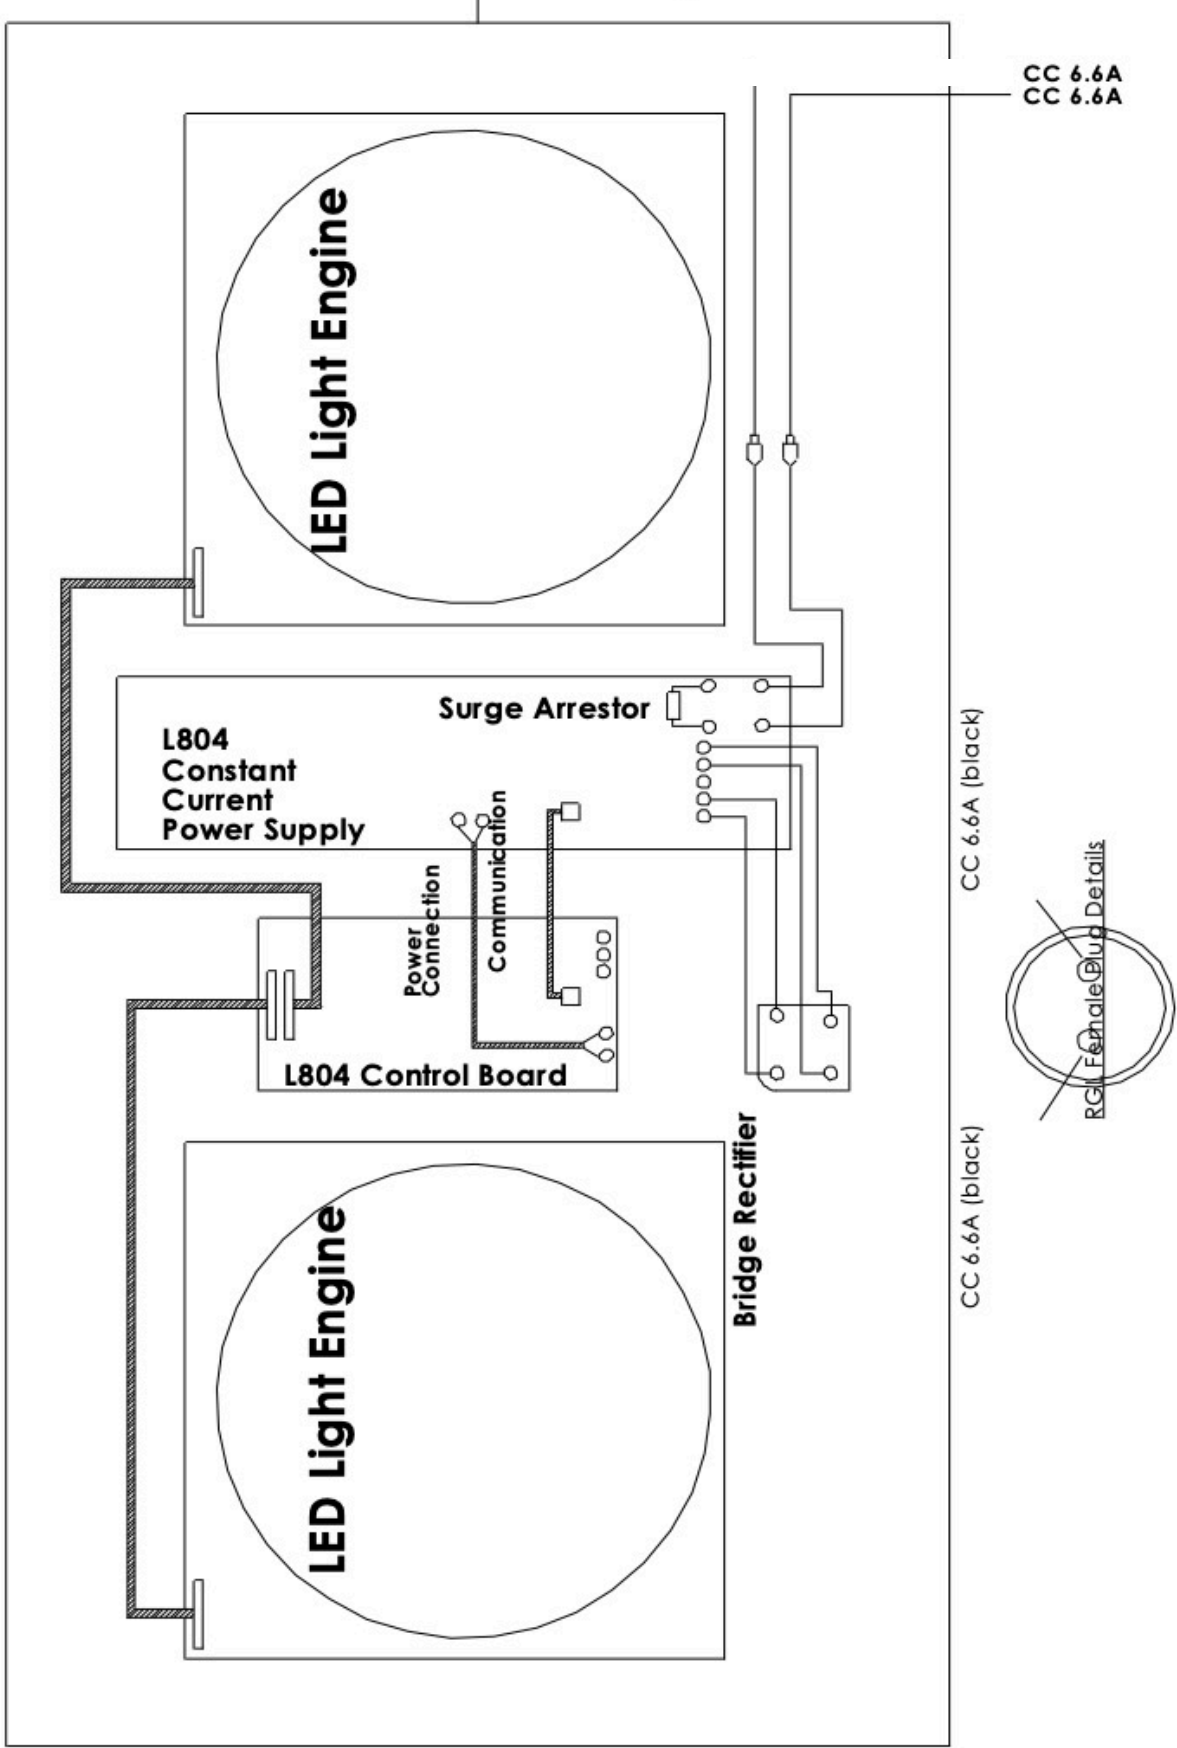 CC 6.6A
CC 6.6A
LED Light Engine
Surge Arrestor
L804
Constant
Current
Power Supply
Power
Connection
Communication
L804 Control Board
Bridge Rectifier
LED Light Engine
CC 6.6A (black)
CC 6.6A (black)
RGL Female Plug Details